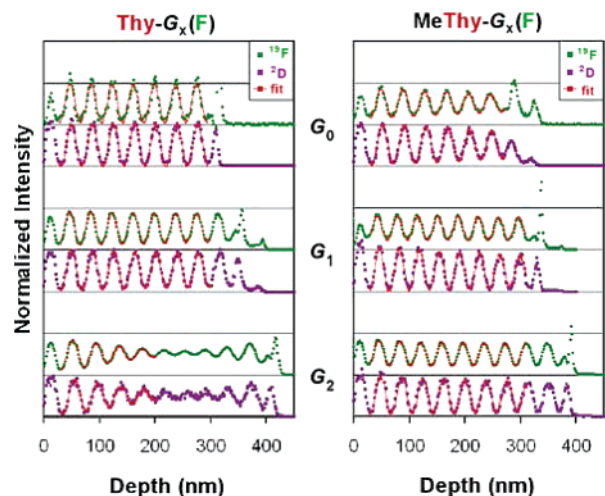 Thy-Gₓ(F)
MeThy-Gₓ(F)
¹⁹F
²D
fit
¹⁹F
²D
fit
G₀
G₁
G₂
Normalized Intensity
0 100 200 300 400
0 100 200 300 400
Depth (nm)
Depth (nm)